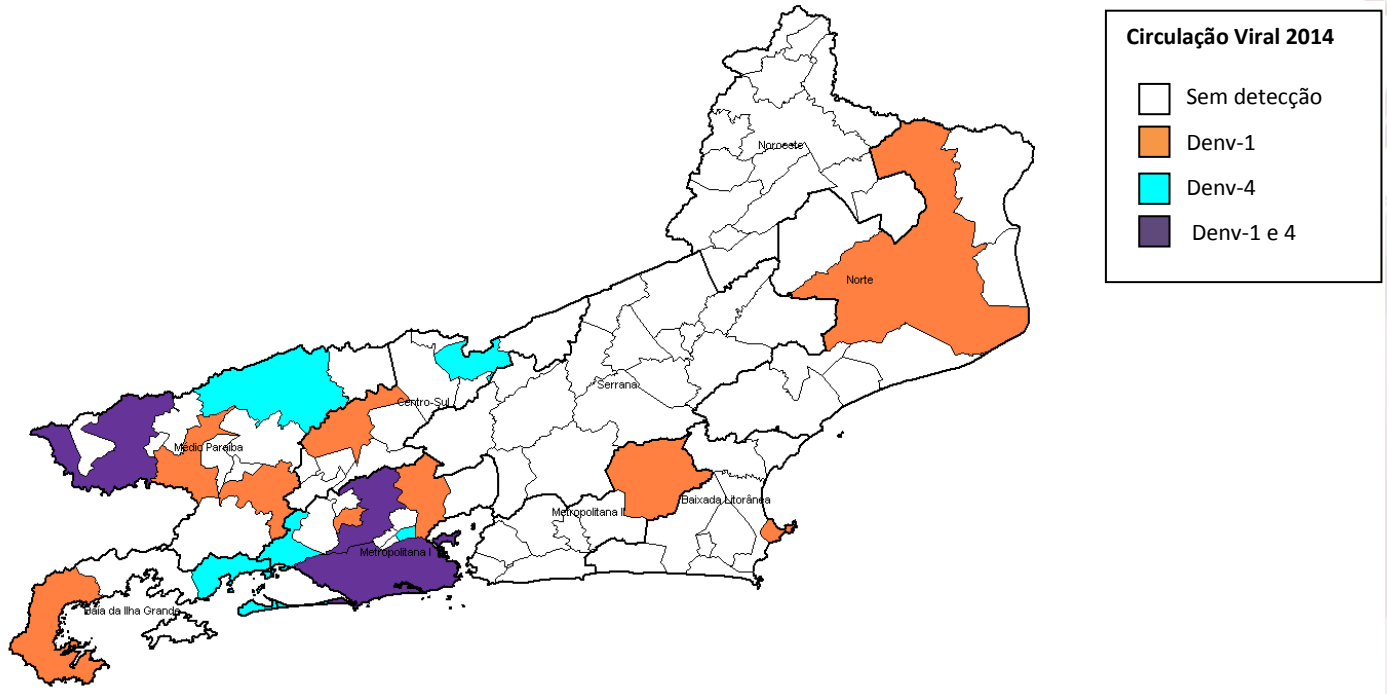 Circulação Viral 2014
Sem detecção
Denv-1
Denv-4
Denv-1 e 4
Noroeste
Norte
Serrana
Centro-Sul
Médio Paraíba
Baixada Litorânea
Metropolitana II
Metropolitana I
Baía da Ilha Grande